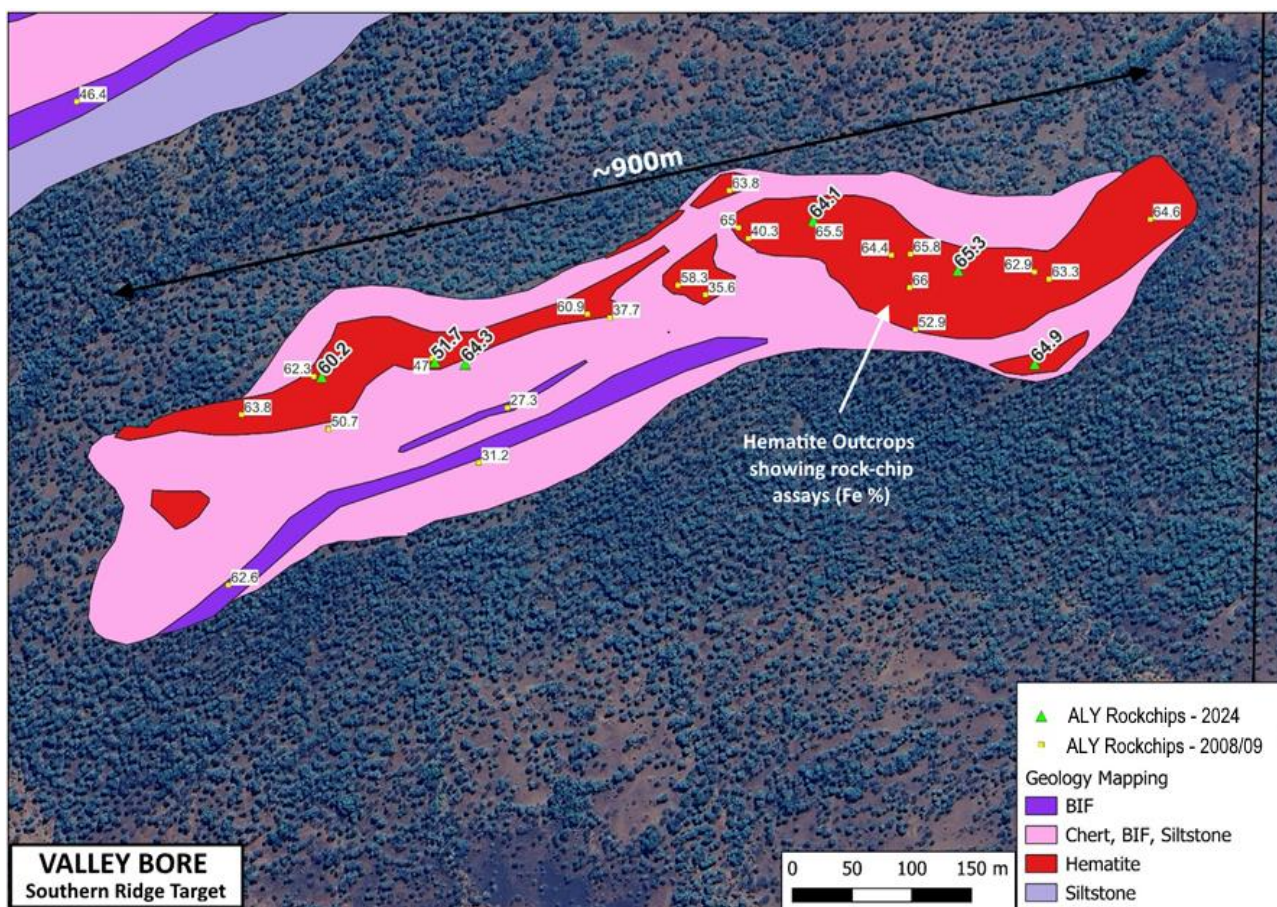 46.4
~900m
63.8
65
40.3
64.1
65.5
64.4
65.8
66
65.3
62.9
63.3
64.6
58.3
35.6
60.9
37.7
52.9
64.9
62.3
60.2
47
51.7
64.3
63.8
50.7
27.3
31.2
62.6
Hematite Outcrops
showing rock-chip
assays (Fe %)
ALY Rockchips - 2024
ALY Rockchips - 2008/09
Geology Mapping
BIF
Chert, BIF, Siltstone
Hematite
Siltstone
VALLEY BORE
Southern Ridge Target
0 50 100 150 m